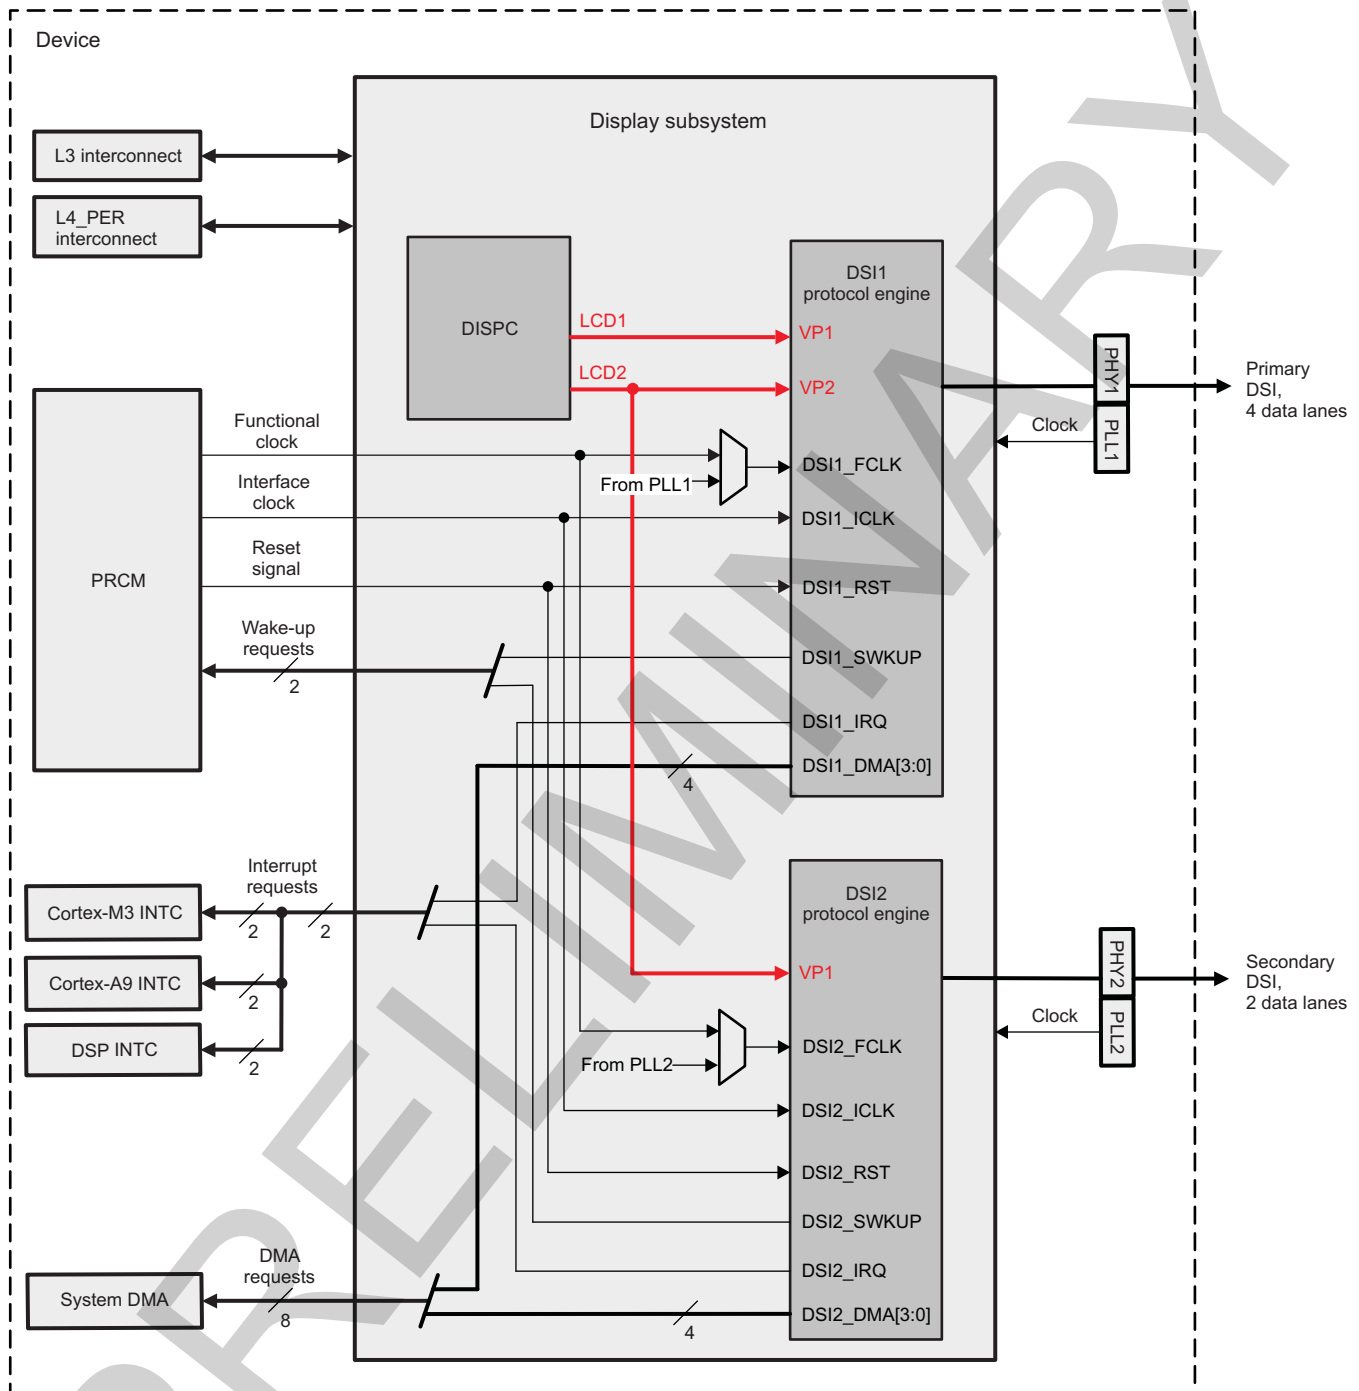 Device
Display subsystem
L3 interconnect
L4_PER
interconnect
DISPC
LCD1
LCD2
DSI1
protocol engine
VP1
VP2
PHY1
PLL1
Clock
Primary
DSI,
4 data lanes
PRCM
Functional
clock
Interface
clock
Reset
signal
Wake-up
requests
2
From PLL1
DSI1_FCLK
DSI1_ICLK
DSI1_RST
DSI1_SWKUP
DSI1_IRQ
DSI1_DMA[3:0]
4
Interrupt
requests
Cortex-M3 INTC
2
2
Cortex-A9 INTC
2
DSP INTC
2
DSI2
protocol engine
VP1
PHY2
PLL2
Clock
Secondary
DSI,
2 data lanes
From PLL2
DSI2_FCLK
DSI2_ICLK
DSI2_RST
DSI2_SWKUP
DSI2_IRQ
DSI2_DMA[3:0]
4
DMA
requests
System DMA
8
PRELIMINARY